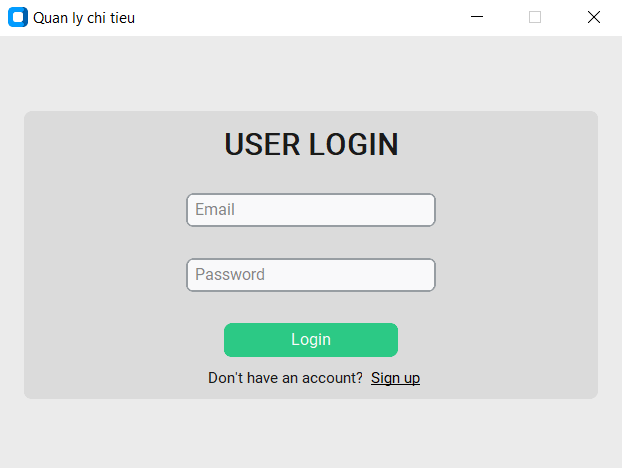 Quan ly chi tieu
USER LOGIN
Email
Password
Login
Don't have an account? Sign up